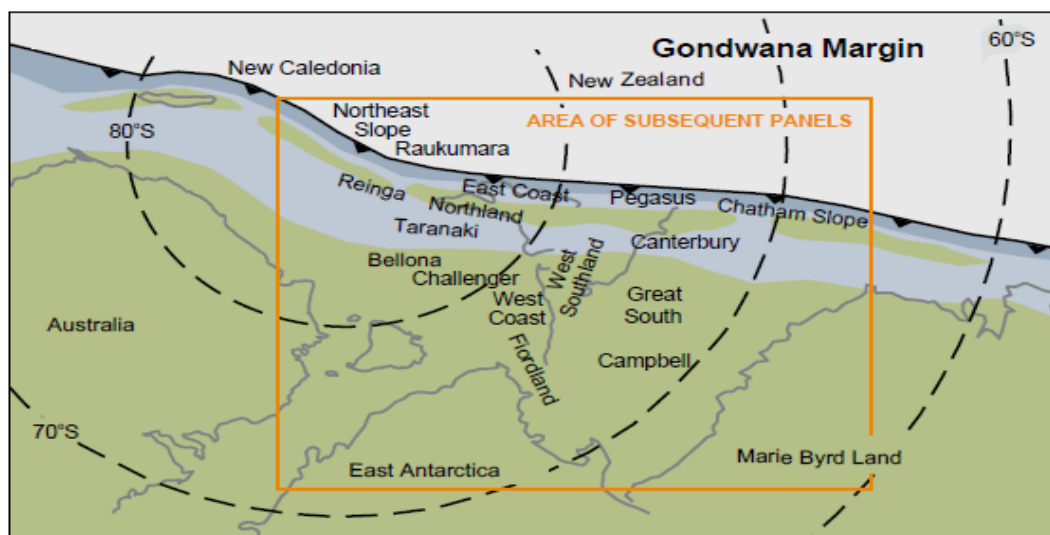 60°S
Gondwana Margin
New Caledonia
New Zealand
Northeast
Slope
AREA OF SUBSEQUENT PANELS
80°S
Raukumara
Reinga
East Coast
Pegasus
Northland
Chatham Slope
Taranaki
Canterbury
West
Southland
Bellona
Challenger
West
Coast
Great
South
Australia
Fiordland
Campbell
70°S
East Antarctica
Marie Byrd Land